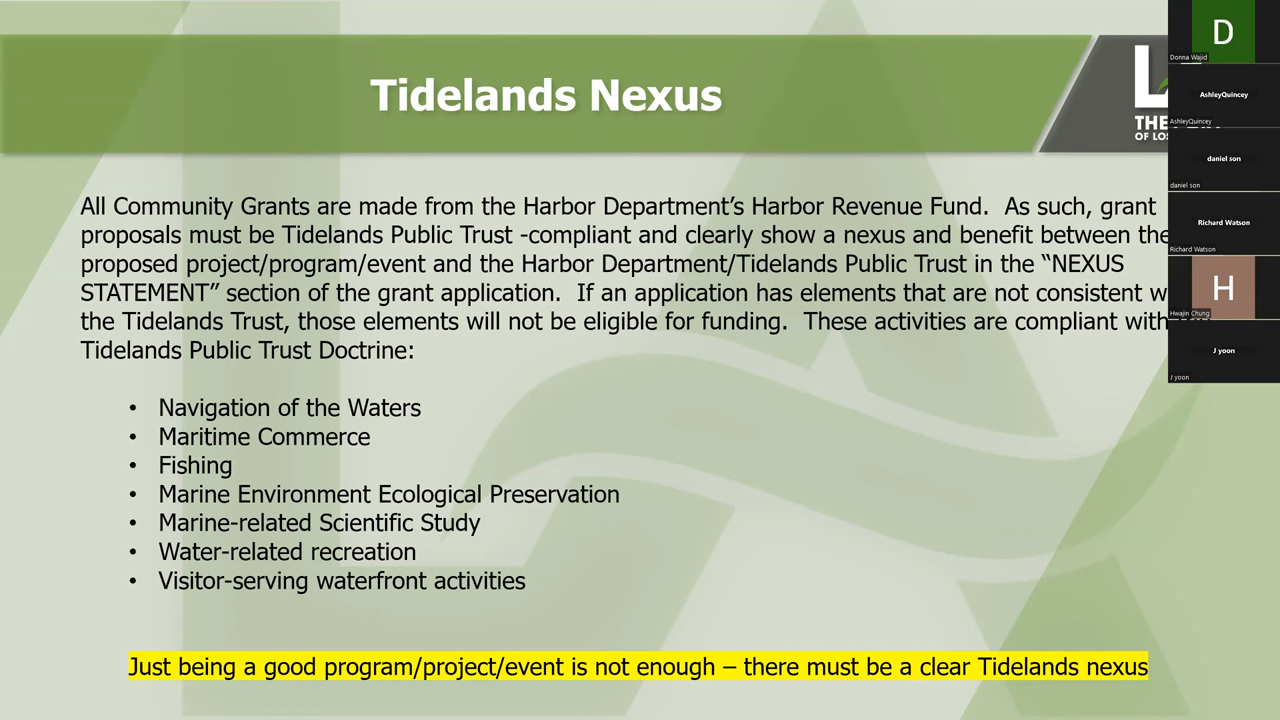 Tidelands Nexus
THE
OF LOS
All Community Grants are made from the Harbor Department’s Harbor Revenue Fund.  As such, grant
proposals must be Tidelands Public Trust -compliant and clearly show a nexus and benefit between the
proposed project/program/event and the Harbor Department/Tidelands Public Trust in the “NEXUS
STATEMENT” section of the grant application.  If an application has elements that are not consistent w
the Tidelands Trust, those elements will not be eligible for funding.  These activities are compliant with
Tidelands Public Trust Doctrine:
• Navigation of the Waters
• Maritime Commerce
• Fishing
• Marine Environment Ecological Preservation
• Marine-related Scientific Study
• Water-related recreation
• Visitor-serving waterfront activities
Just being a good program/project/event is not enough – there must be a clear Tidelands nexus
D
Donna Wajid
AshleyQuincey
AshleyQuincey
daniel son
daniel son
Richard Watson
Richard Watson
H
Hwajin Chung
J yoon
J yoon